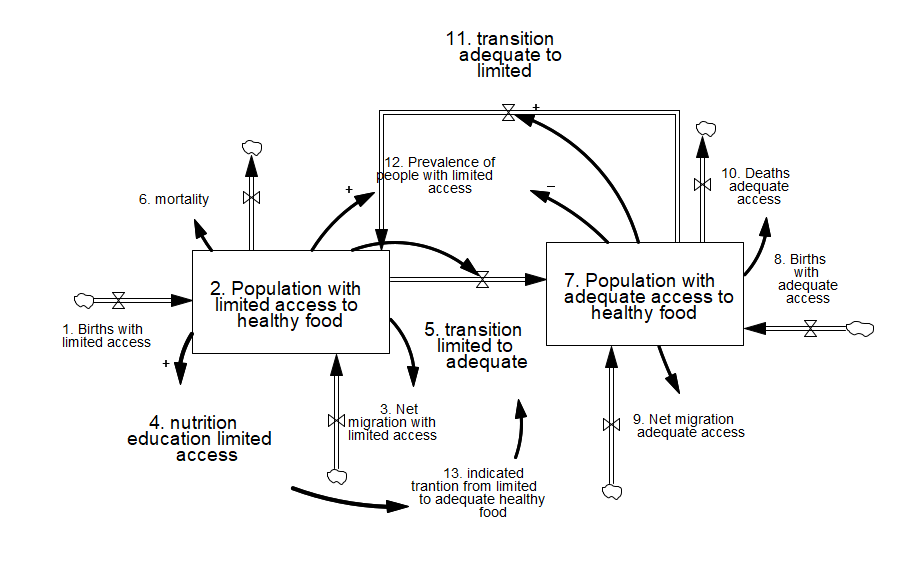 11. transition
adequate to
limited
+
12. Prevalence of
people with limited
access
+
–
6. mortality
10. Deaths
adequate
access
2. Population with
limited access to
healthy food
7. Population with
adequate access to
healthy food
8. Births
with
adequate
access
1. Births with
limited access
5. transition
limited to
adequate
+
3. Net
migration with
limited access
4. nutrition
education limited
access
9. Net migration
adequate access
13. indicated
trantion from limited
to adequate healthy
food